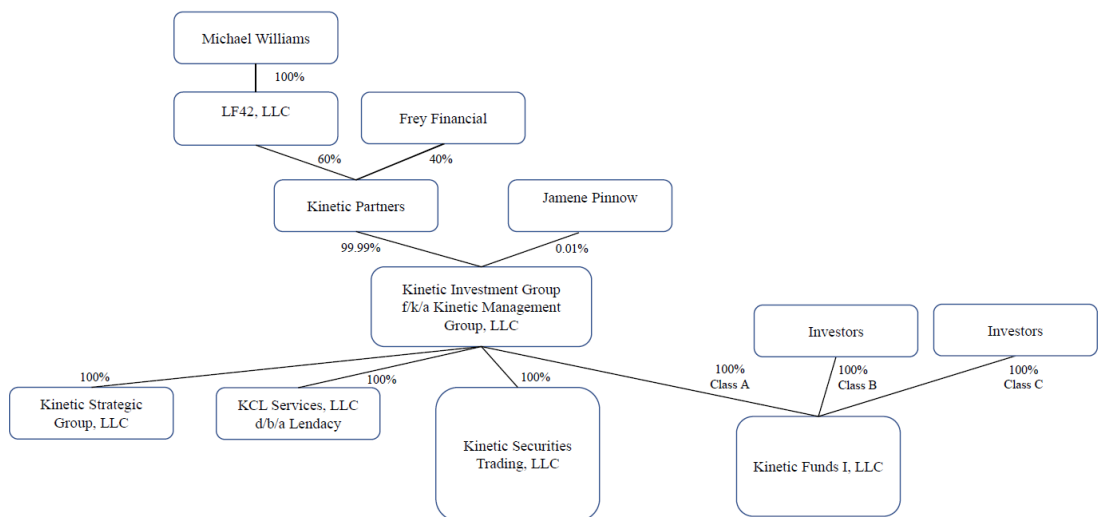 Michael Williams
100%
LF42, LLC
Frey Financial
60%
40%
Kinetic Partners
Jamene Pinnow
99.99%
0.01%
Kinetic Investment Group
f/k/a Kinetic Management
Group, LLC
Investors
Investors
100%
100%
100%
100%
Class A
100%
Class B
100%
Class C
Kinetic Strategic
Group, LLC
KCL Services, LLC
d/b/a Lendacy
Kinetic Securities
Trading, LLC
Kinetic Funds I, LLC